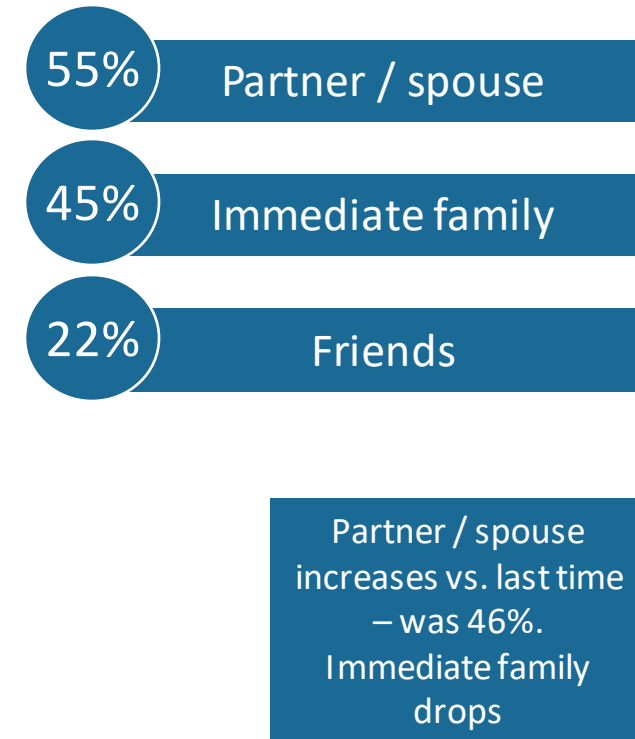 55% Partner / spouse
45% Immediate family
22% Friends
Partner / spouse
increases vs. last time
– was 46%.
Immediate family
drops